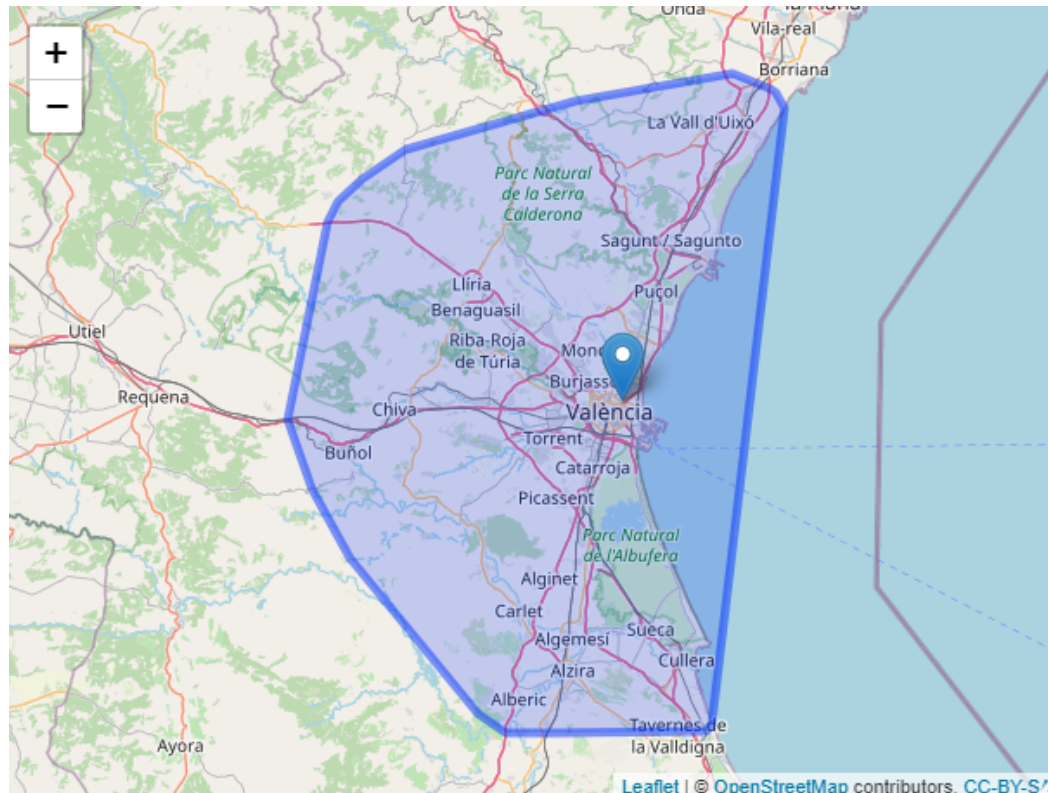 Onda
Vila-real
+
−
Borriana
La Vall d'Uixó
Parc Natural
de la Serra
Calderona
Sagunt / Sagunto
Llíria
Puçol
Benaguasil
Utiel
Riba-Roja
de Túria
Burjasso
Requena
Chiva
València
Torrent
Buñol
Catarroja
Picassent
Parc Natural
de l'Albufera
Alginet
Carlet
Sueca
Algemesí
Cullera
Alzira
Alberic
Tavernes de
la Valldigna
Ayora
Leaflet | © OpenStreetMap contributors, CC-BY-S